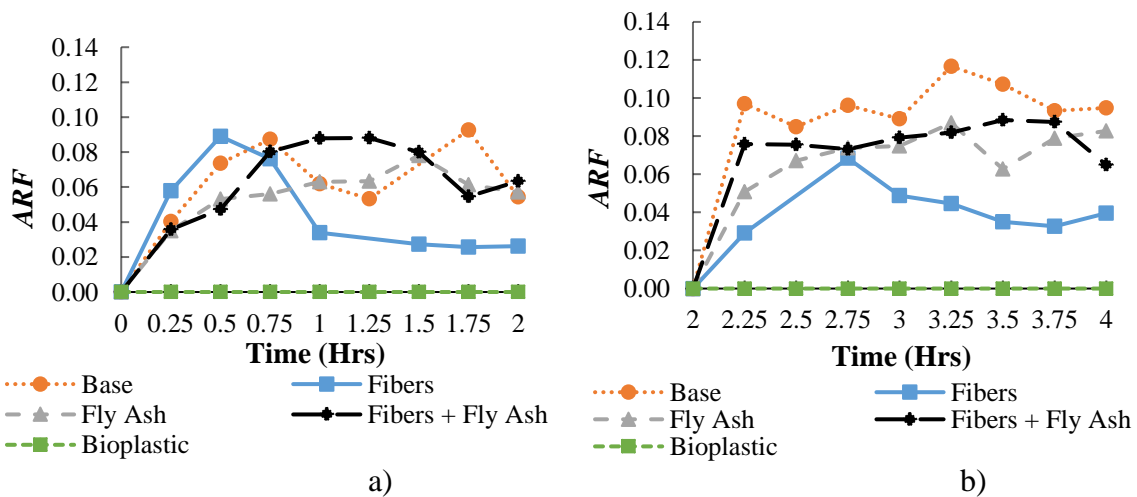 0.14
0.12
0.10
0.08
0.06
0.04
0.02
0.00
ARF
0 0.25 0.5 0.75 1 1.25 1.5 1.75 2
Time (Hrs)
Base Fibers
Fly Ash Fibers + Fly Ash
Bioplastic
a)
0.14
0.12
0.10
0.08
0.06
0.04
0.02
0.00
ARF
2 2.25 2.5 2.75 3 3.25 3.5 3.75 4
Time (Hrs)
Base Fibers
Fly Ash Fibers + Fly Ash
Bioplastic
b)